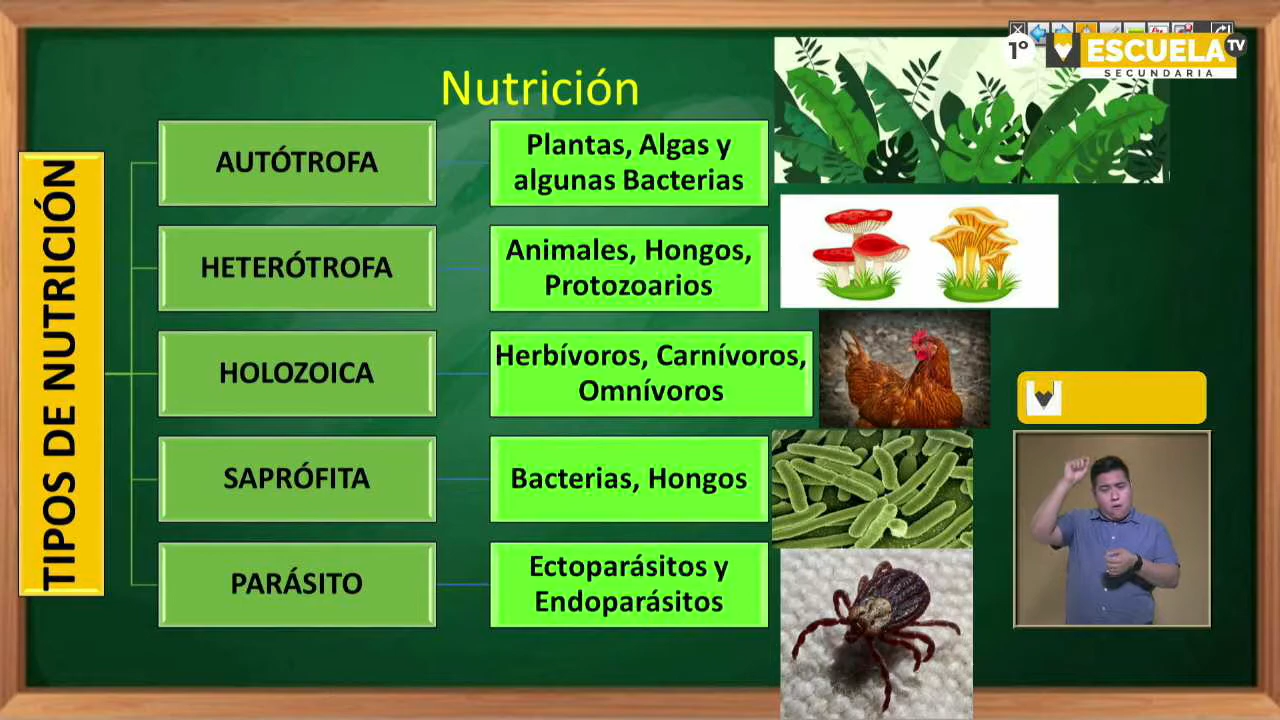 1º ESCUELA TV
SECUNDARIA
Nutrición
TIPOS DE NUTRICIÓN
AUTÓTROFA
Plantas, Algas y
algunas Bacterias
HETERÓTROFA
Animales, Hongos,
Protozoarios
HOLOZOICA
Herbívoros, Carnívoros,
Omnívoros
SAPRÓFITA
Bacterias, Hongos
PARÁSITO
Ectoparásitos y
Endoparásitos